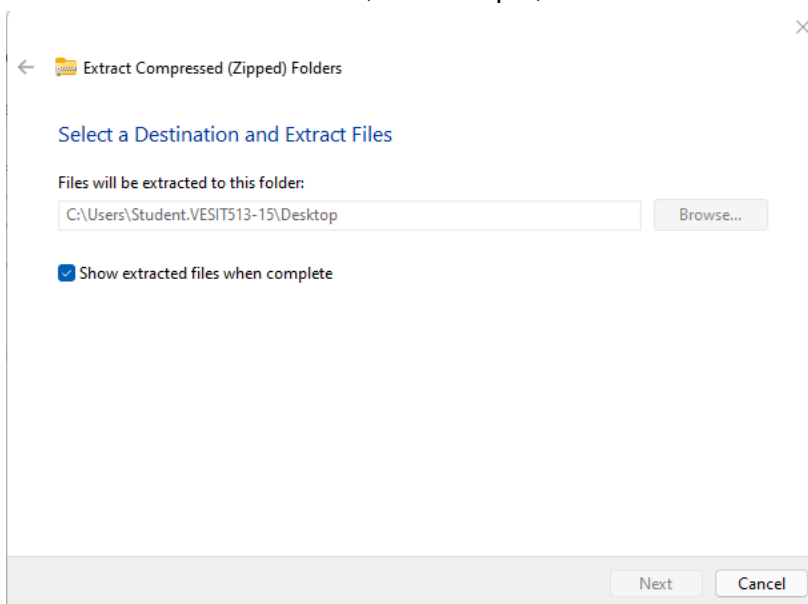 Extract Compressed (Zipped) Folders
Select a Destination and Extract Files
Files will be extracted to this folder:
C:\Users\Student.VESIT513-15\Desktop
Browse...
Show extracted files when complete
Next
Cancel